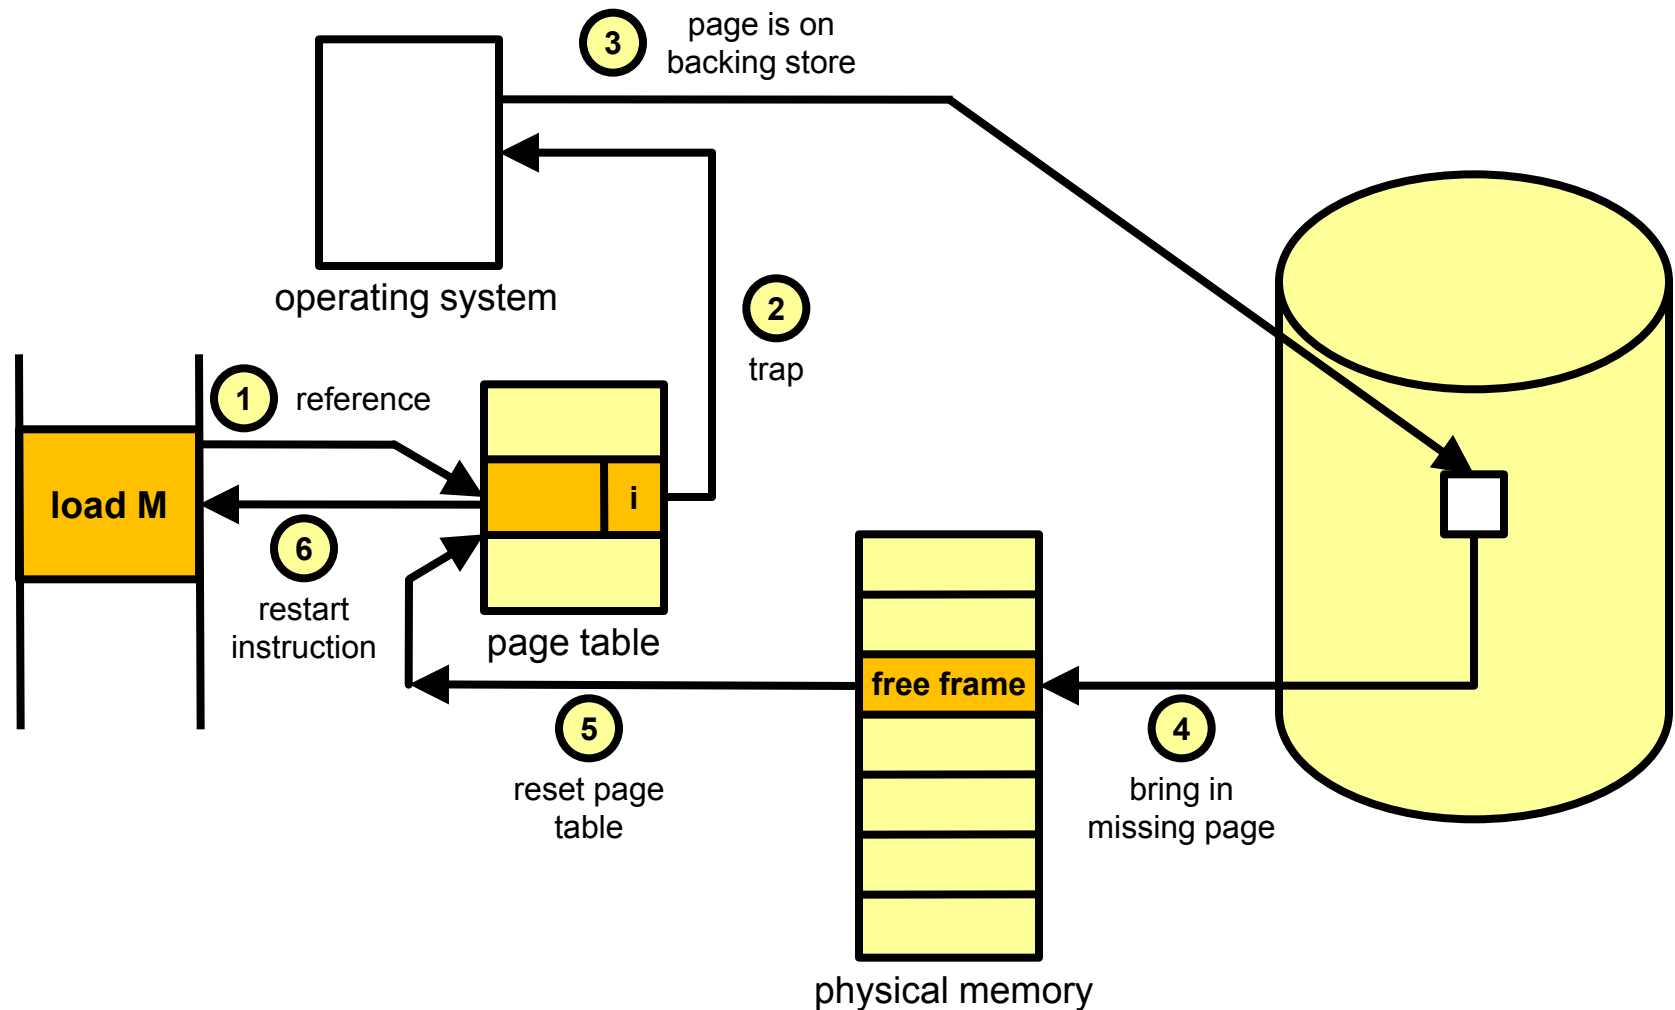 3
page is on
backing store
operating system
2
trap
1
reference
load M
i
6
restart
instruction
page table
free frame
5
reset page
table
4
bring in
missing page
physical memory